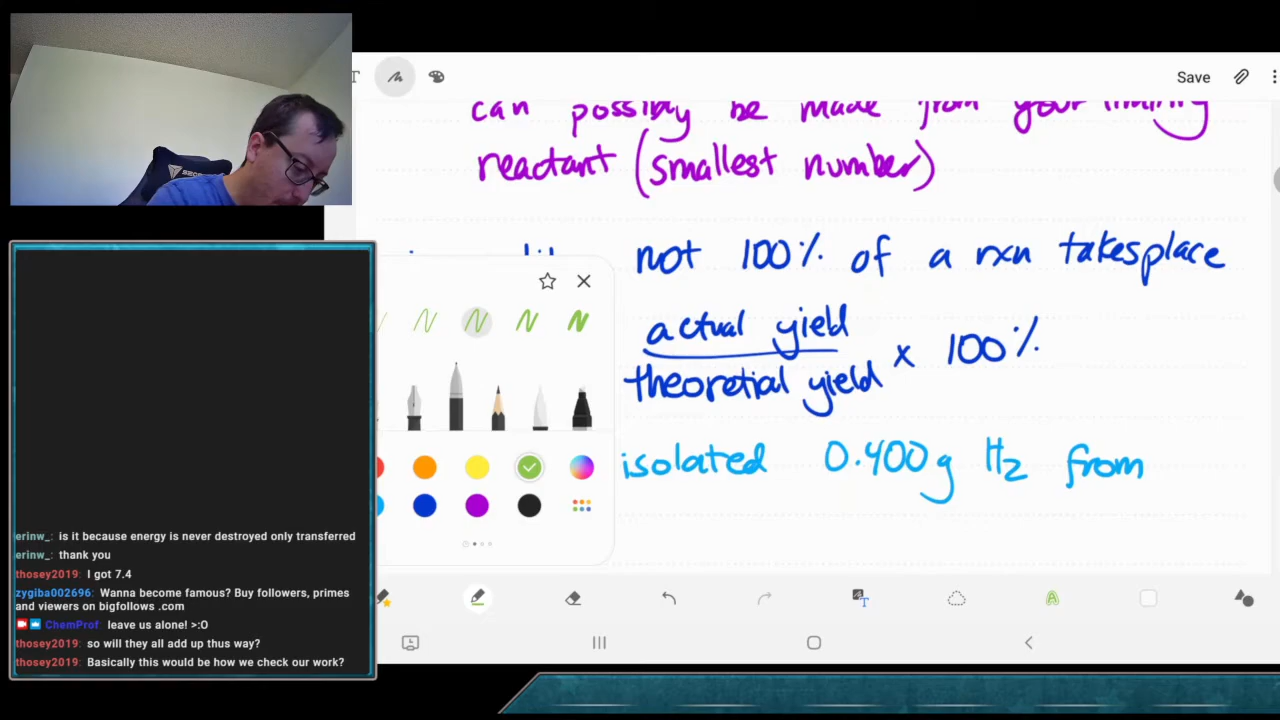 T
Save
can possibly be made from your limiting
reactant (smallest number)
not 100% of a rxn takes place
actual yield
theoretial yield x 100%
isolated 0.400g H2 from
erinw_: is it because energy is never destroyed only transferred
erinw_: thank you
thosey2019: I got 7.4
zygiba002696: Wanna become famous? Buy followers, primes
and viewers on bigfollows .com
ChemProf: leave us alone! >:O
thosey2019: so will they all add up thus way?
thosey2019: Basically this would be how we check our work?